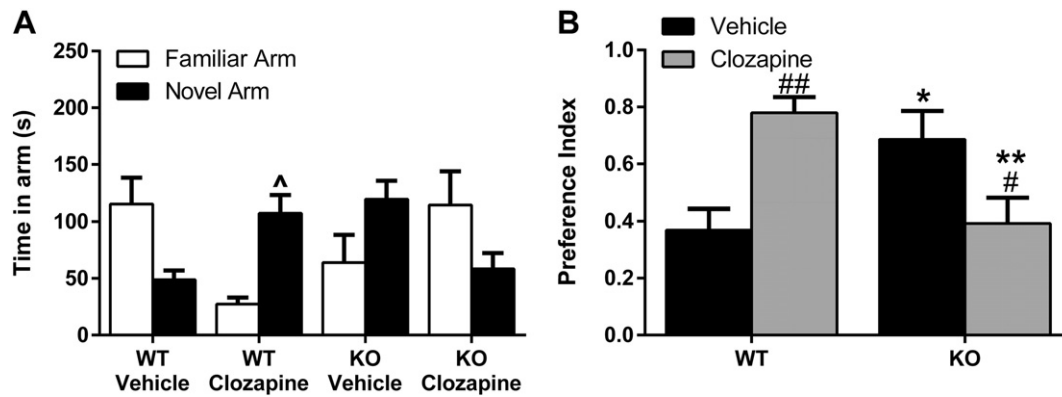 A
Time in arm (s)
250
200
150
100
50
0
Familiar Arm
Novel Arm
^
WT
Vehicle
WT
Clozapine
KO
Vehicle
KO
Clozapine
B
Preference Index
1.0
0.8
0.6
0.4
0.2
0.0
Vehicle
Clozapine
##
*
**
#
WT
KO